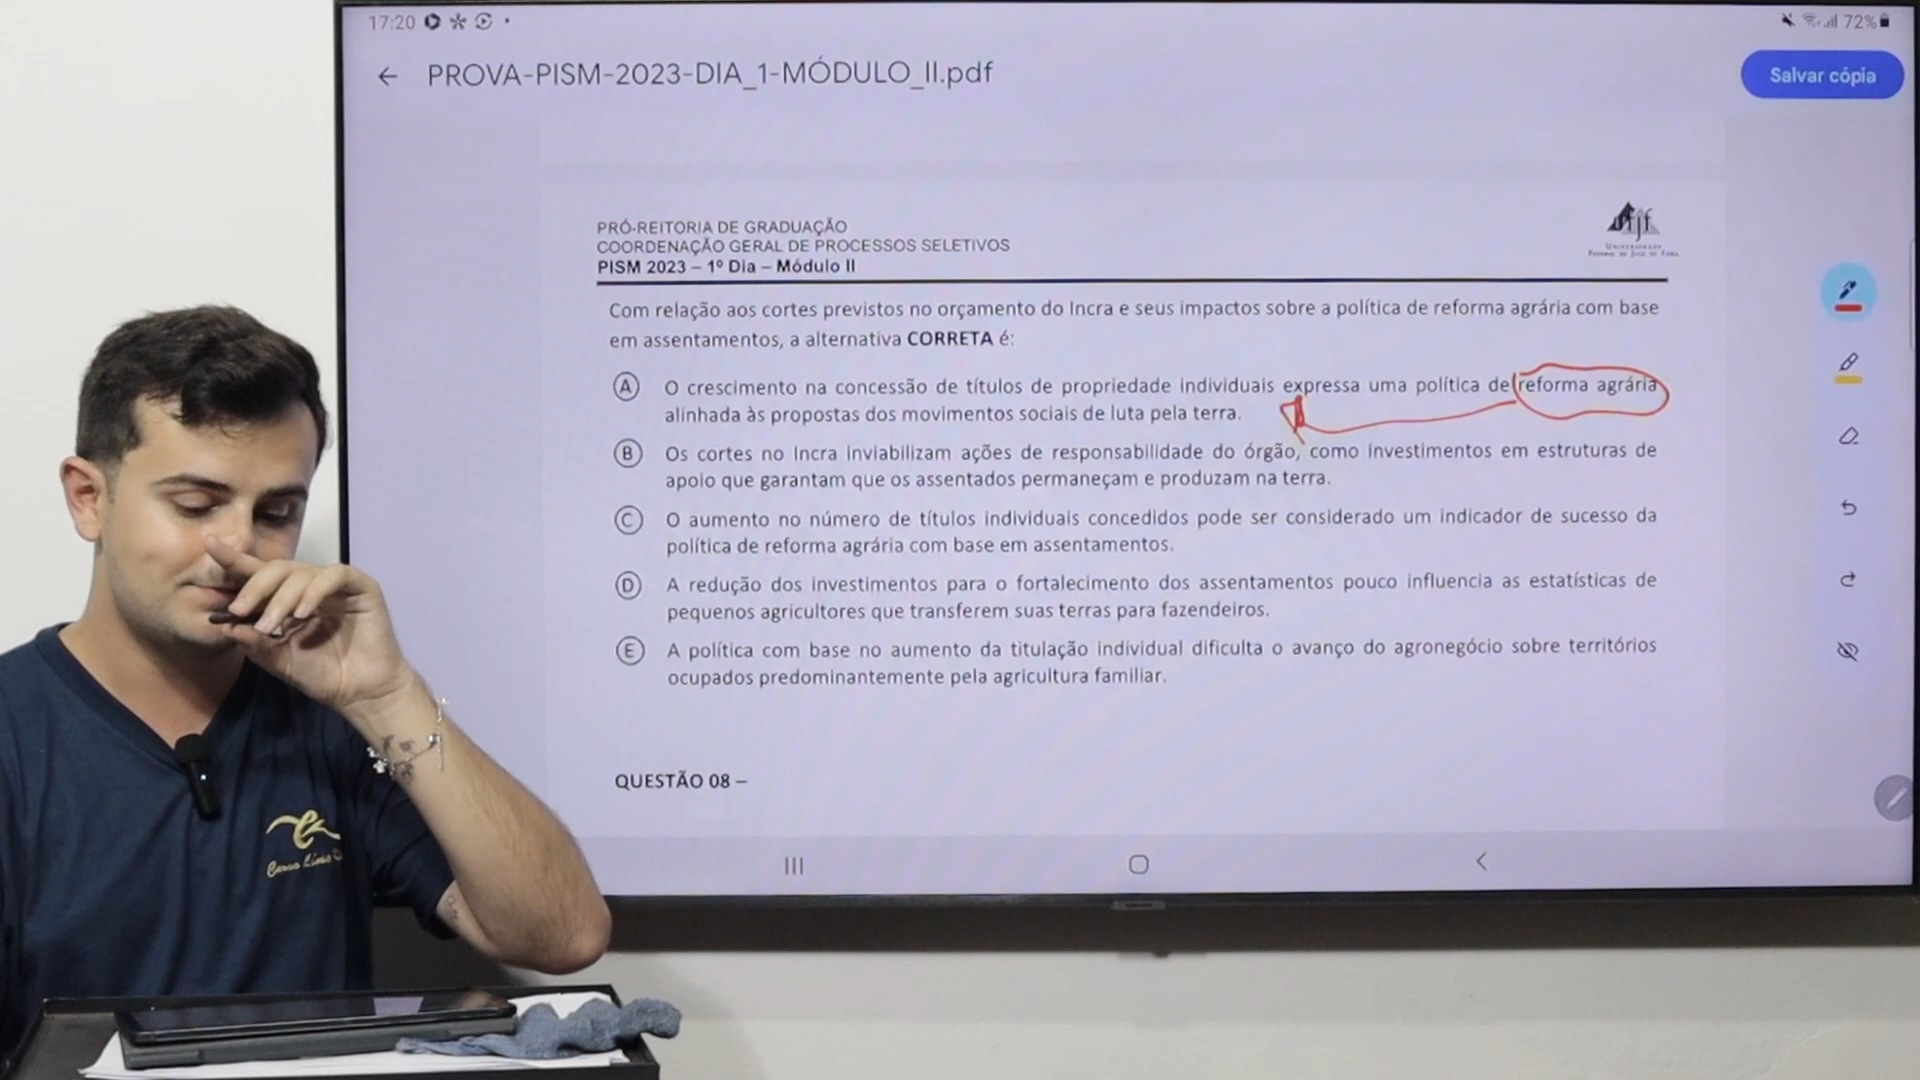 17:20
72%
PROVA-PISM-2023-DIA_1-MÓDULO_II.pdf
Salvar cópia
PRÓ-REITORIA DE GRADUAÇÃO
COORDENAÇÃO GERAL DE PROCESSOS SELETIVOS
PISM 2023 – 1º Dia – Módulo II
ufjf
UNIVERSIDADE
FEDERAL DE JUIZ DE FORA
Com relação aos cortes previstos no orçamento do Incra e seus impactos sobre a política de reforma agrária com base
em assentamentos, a alternativa CORRETA é:
A O crescimento na concessão de títulos de propriedade individuais expressa uma política de reforma agrária
alinhada às propostas dos movimentos sociais de luta pela terra.
B Os cortes no Incra inviabilizam ações de responsabilidade do órgão, como investimentos em estruturas de
apoio que garantam que os assentados permaneçam e produzam na terra.
C O aumento no número de títulos individuais concedidos pode ser considerado um indicador de sucesso da
política de reforma agrária com base em assentamentos.
D A redução dos investimentos para o fortalecimento dos assentamentos pouco influencia as estatísticas de
pequenos agricultores que transferem suas terras para fazendeiros.
E A política com base no aumento da titulação individual dificulta o avanço do agronegócio sobre territórios
ocupados predominantemente pela agricultura familiar.
QUESTÃO 08 –
Curso